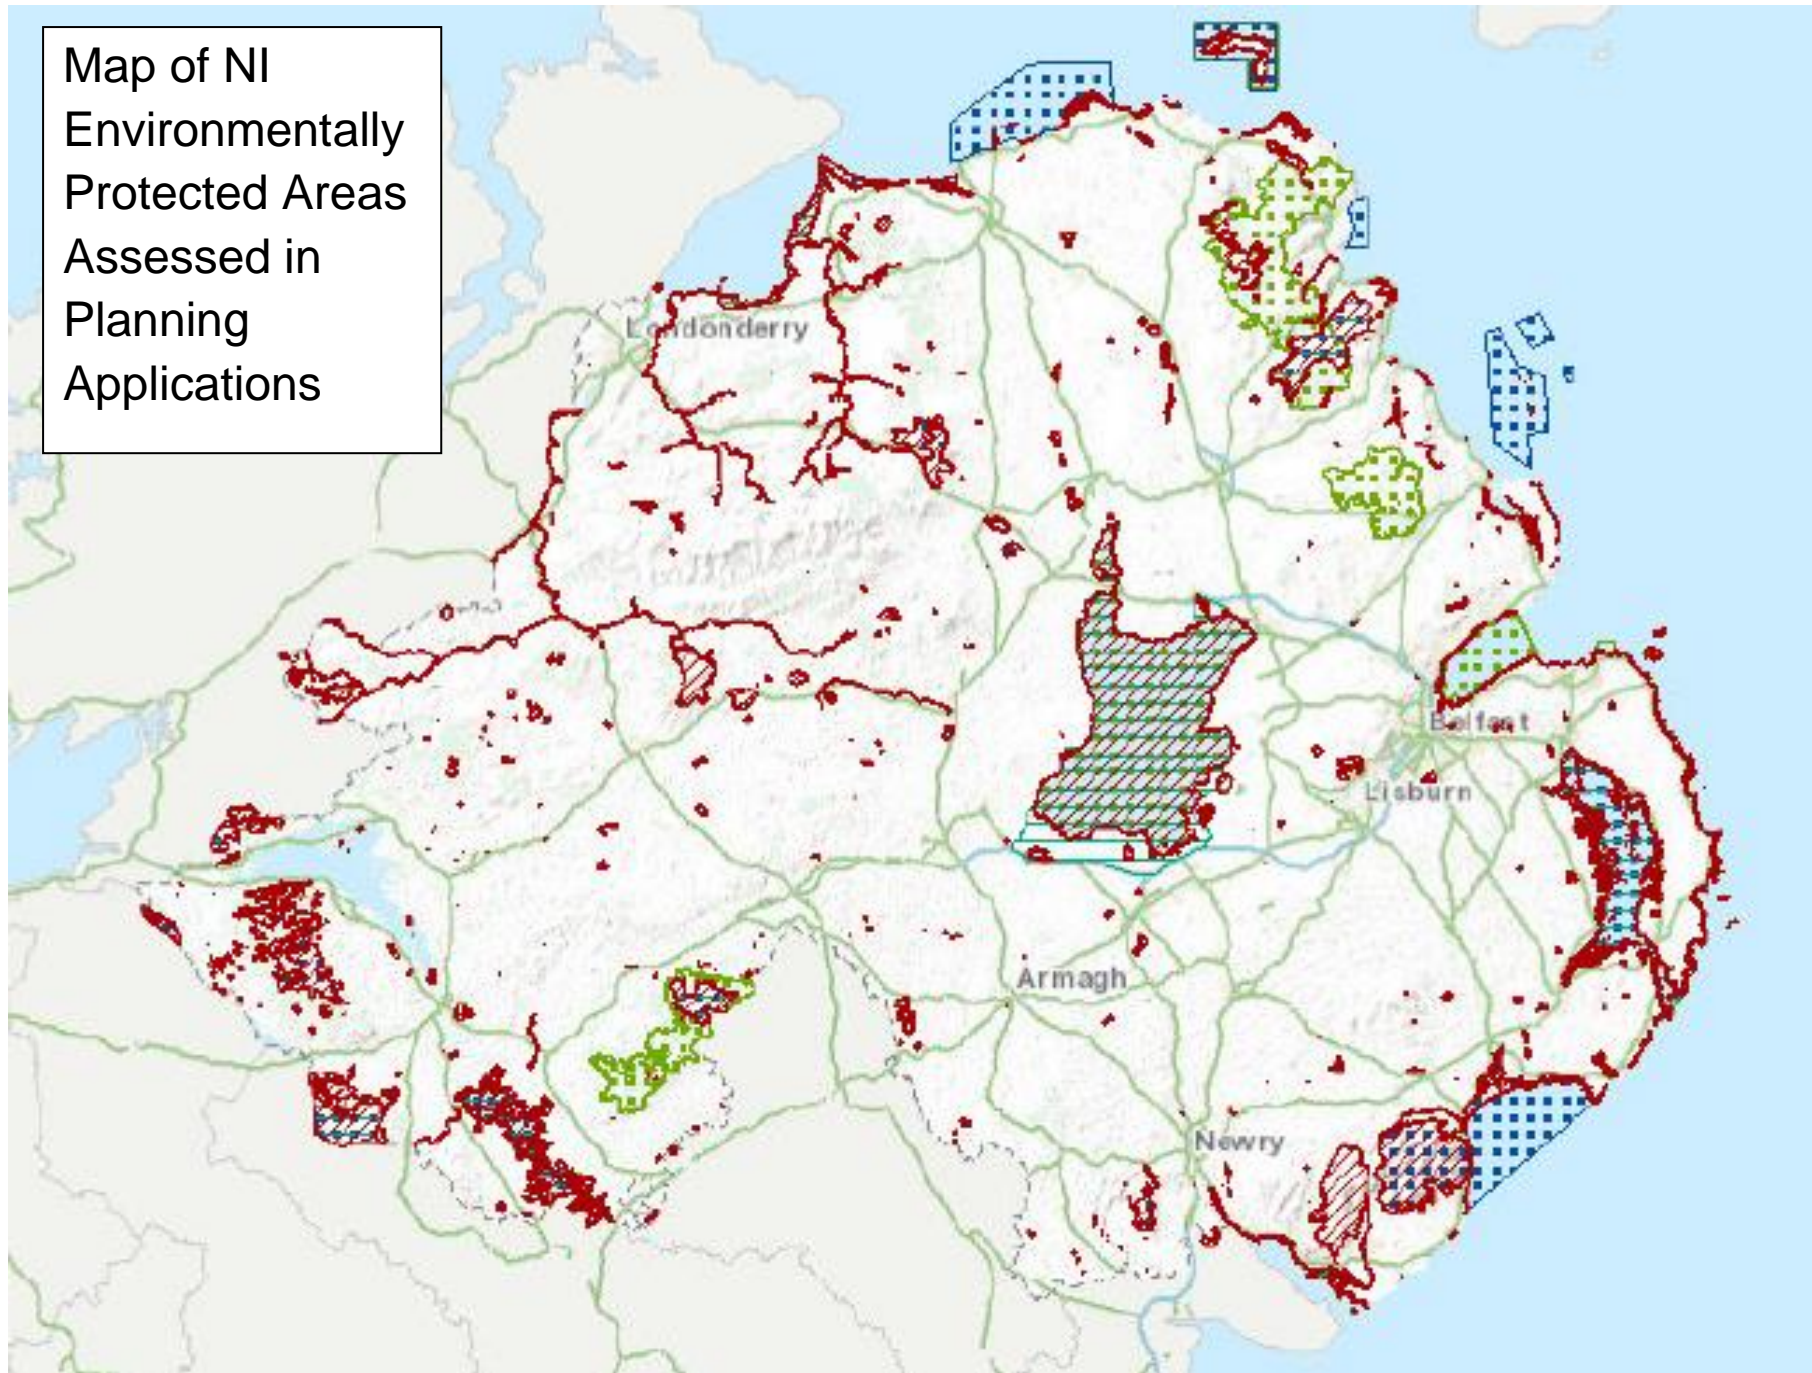 Map of NI
Environmentally
Protected Areas
Assessed in
Planning
Applications
Londonderry
Belfast
Lisburn
Armagh
Newry